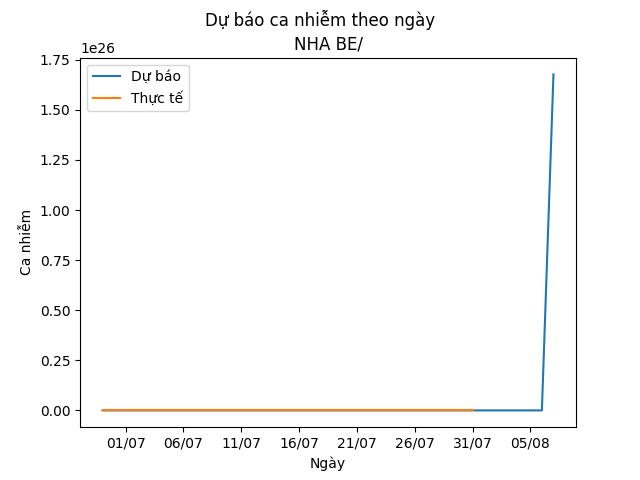 Dự báo ca nhiễm theo ngày
NHA BE/
1e26
1.75
1.50
1.25
1.00
0.75
0.50
0.25
0.00
Ca nhiễm
Dự báo
Thực tế
01/07 06/07 11/07 16/07 21/07 26/07 31/07 05/08
Ngày